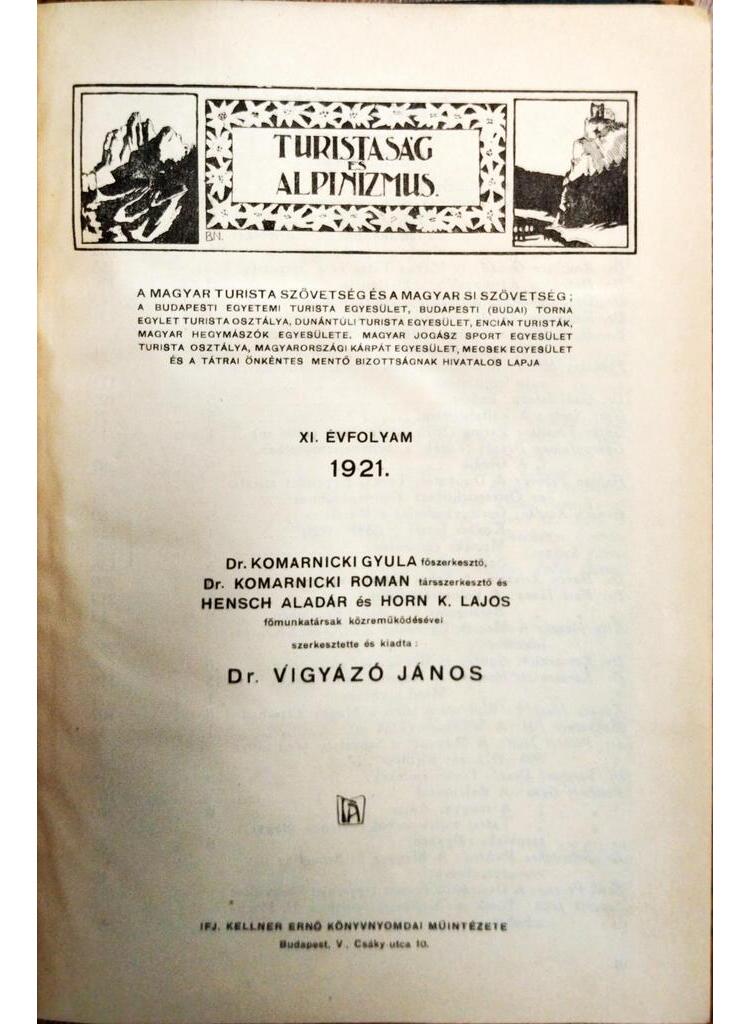 TURISTASAG
ES
ALPINIZMUS.
B.N.
A MAGYAR TURISTA SZÖVETSÉG ÉS A MAGYAR SI SZÖVETSÉG;
A BUDAPESTI EGYETEMI TURISTA EGYESÜLET, BUDAPESTI (BUDAI) TORNA
EGYLET TURISTA OSZTÁLYA, DUNÁNTÚLI TURISTA EGYESÜLET, ENCIÁN TURISTÁK,
MAGYAR HEGYMÁSZÓK EGYESÜLETE, MAGYAR JOGÁSZ SPORT EGYESÜLET
TURISTA OSZTÁLYA, MAGYARORSZÁGI KÁRPÁT EGYESÜLET, MECSEK EGYESÜLET
ÉS A TÁTRAI ÖNKÉNTES MENTŐ BIZOTTSÁGNAK HIVATALOS LAPJA
XI. ÉVFOLYAM
1921.
Dr. KOMARNICKI GYULA főszerkesztő,
Dr. KOMARNICKI ROMAN társszerkesztő és
HENSCH ALADÁR és HORN K. LAJOS
főmunkatársak közreműködésével
szerkesztette és kiadta:
Dr. VIGYÁZÓ JÁNOS
IFJ. KELLNER ERNŐ KÖNYVNYOMDAI MŰINTÉZETE
Budapest, V., Csáky-utca 10.